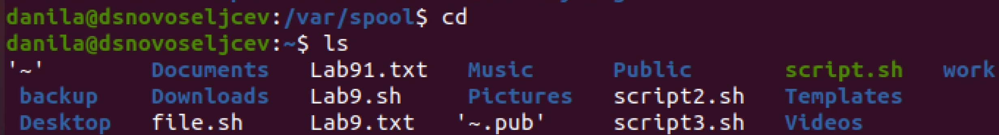 danila@dsnovoseljcev:/var/spool$ cd
danila@dsnovoseljcev:~$ ls
'~' Documents Lab91.txt Music Public script.sh work
backup Downloads Lab9.sh Pictures script2.sh Templates
Desktop file.sh Lab9.txt '~.pub' script3.sh Videos